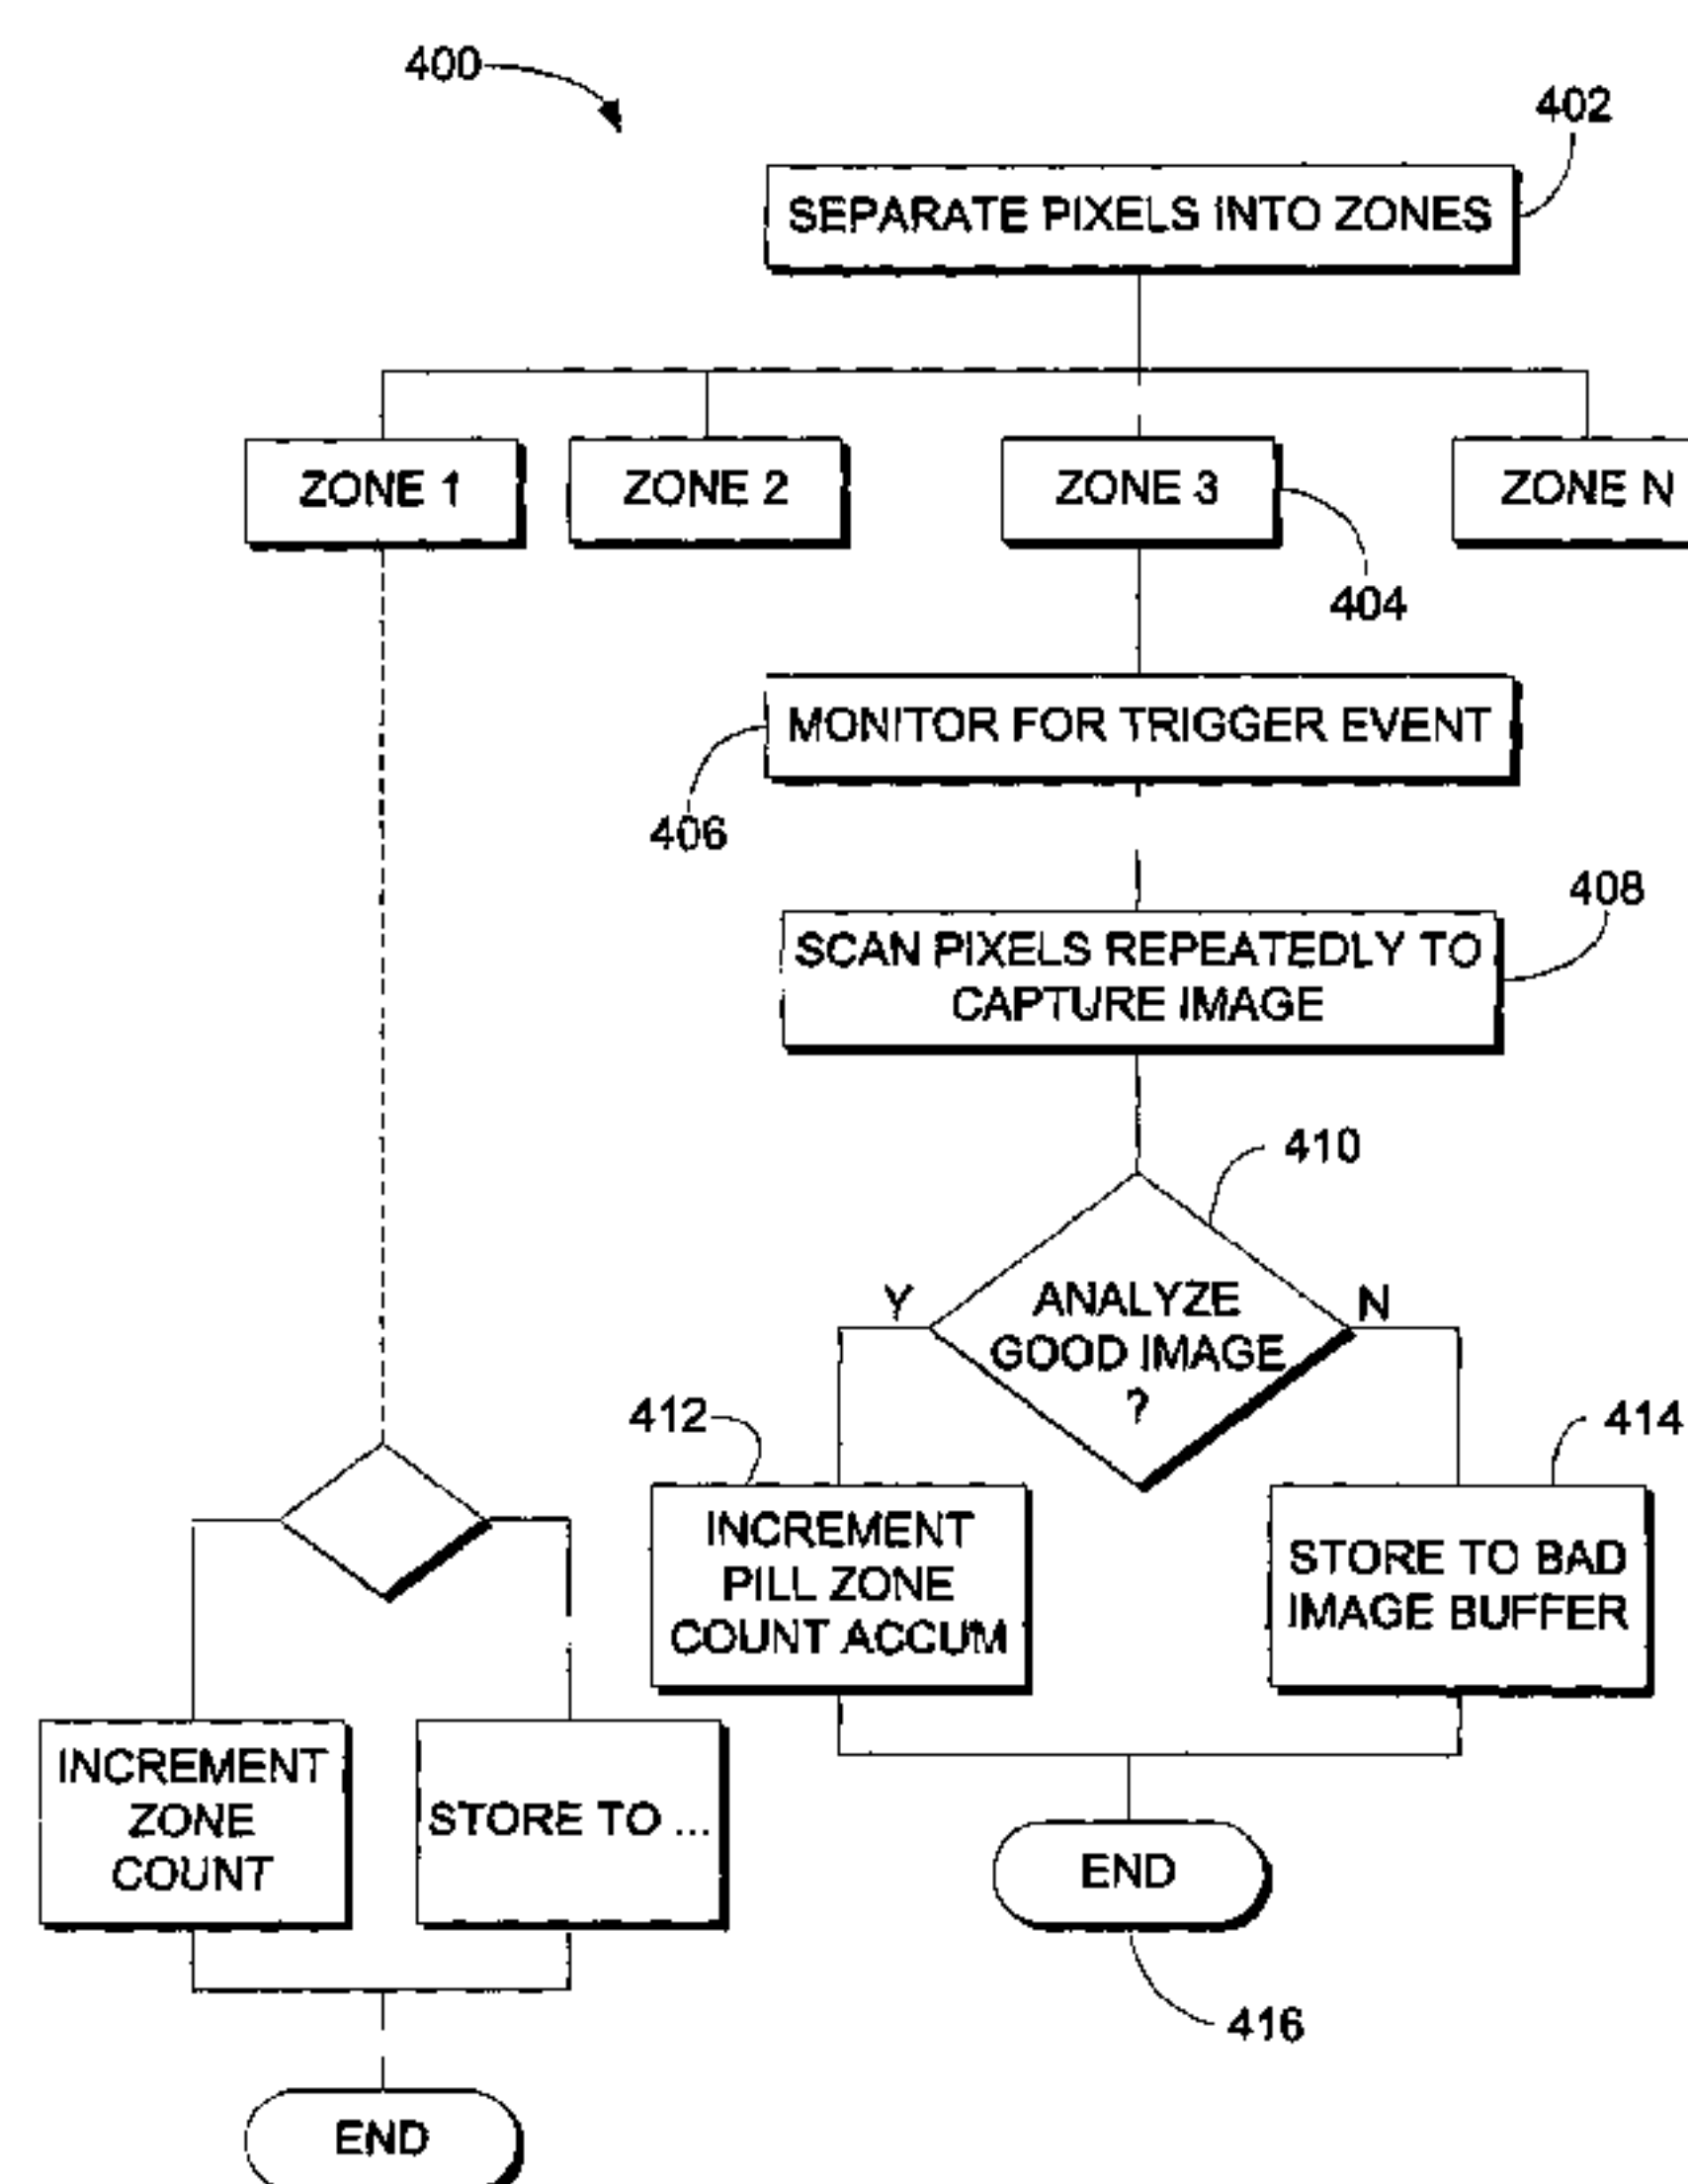 400
402
SEPARATE PIXELS INTO ZONES
ZONE 1
ZONE 2
ZONE 3
ZONE N
404
MONITOR FOR TRIGGER EVENT
406
408
SCAN PIXELS REPEATEDLY TO
CAPTURE IMAGE
410
Y
ANALYZE
GOOD IMAGE
?
N
412
414
INCREMENT
PILL ZONE
COUNT ACCUM
STORE TO BAD
IMAGE BUFFER
INCREMENT
ZONE
COUNT
STORE TO ...
END
416
END